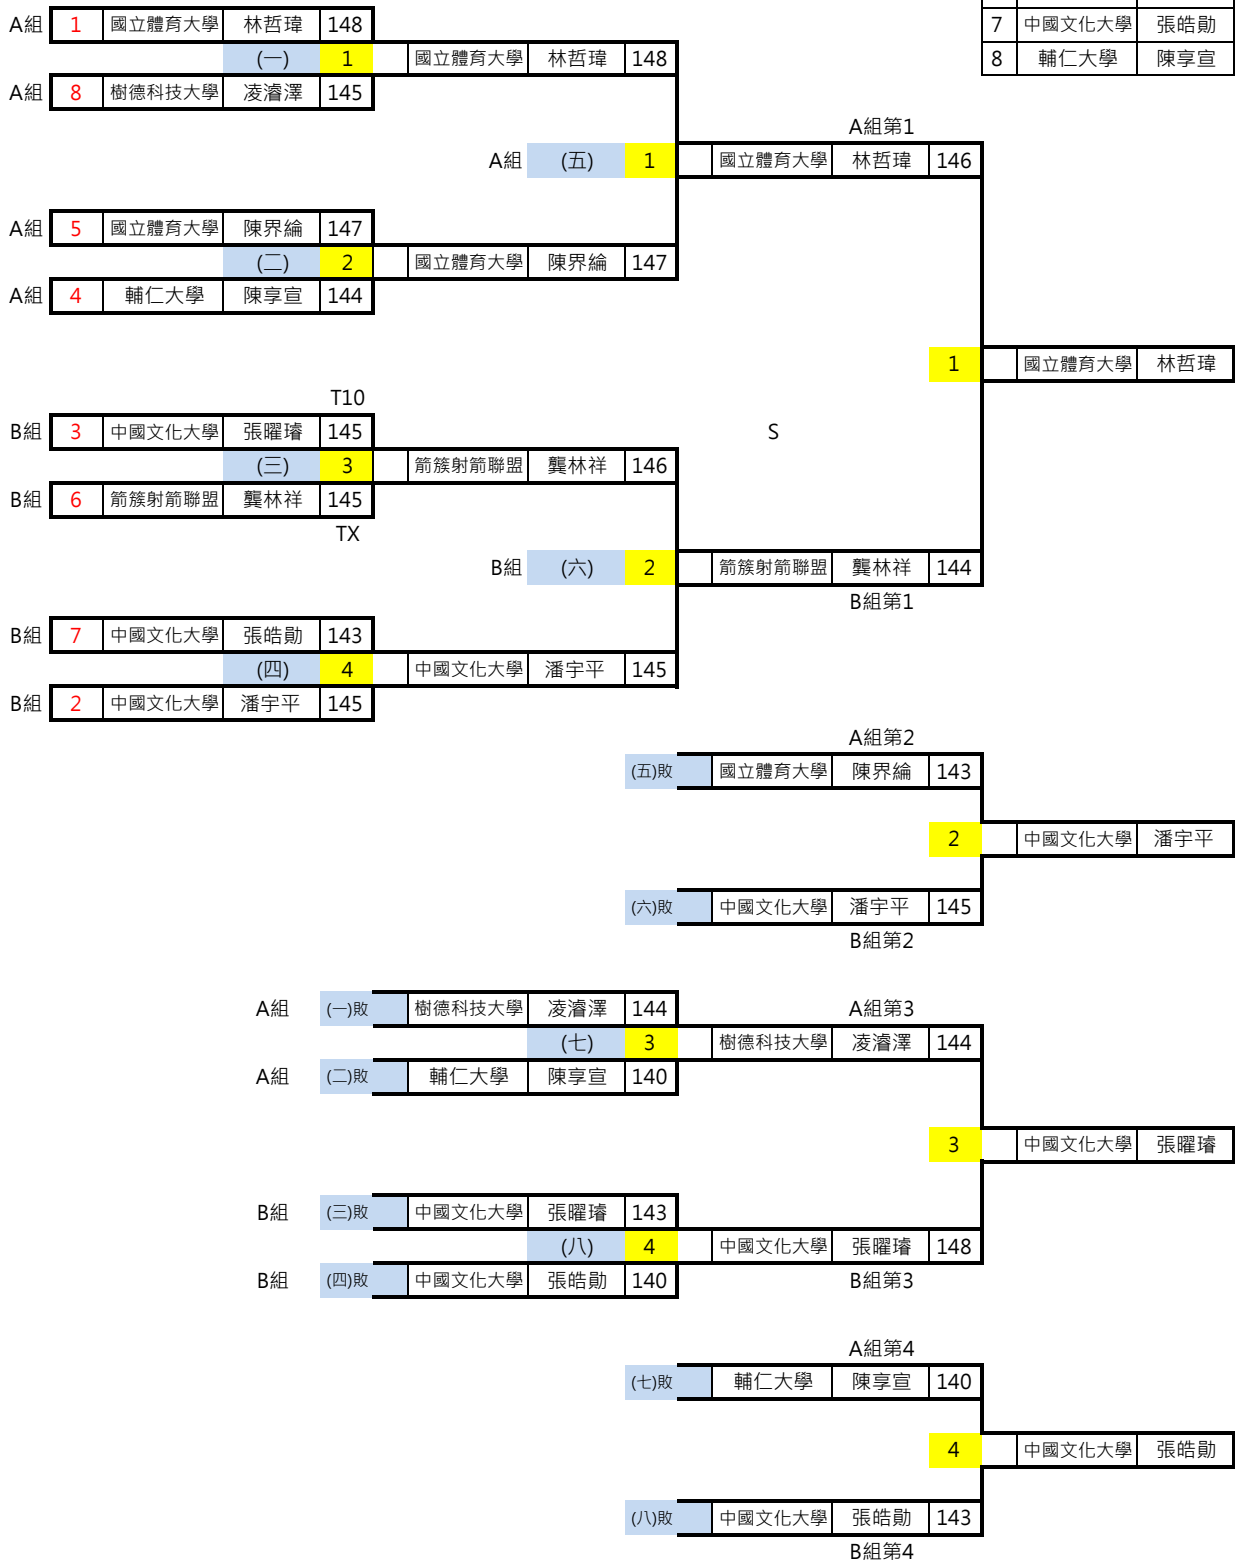 A組 1 國立體育大學 林哲瑋 148
7 中國文化大學 張皓勛
(一) 1 國立體育大學 林哲瑋 148
8 輔仁大學 陳享宣
A組 8 樹德科技大學 凌濬澤 145
A組第1
A組 (五) 1 國立體育大學 林哲瑋 146
A組 5 國立體育大學 陳界綸 147
(二) 2 國立體育大學 陳界綸 147
A組 4 輔仁大學 陳享宣 144
1 國立體育大學 林哲瑋
T10
B組 3 中國文化大學 張曜璿 145 S
(三) 3 箭簇射箭聯盟 龔林祥 146
B組 6 箭簇射箭聯盟 龔林祥 145
TX
B組 (六) 2 箭簇射箭聯盟 龔林祥 144
B組第1
B組 7 中國文化大學 張皓勛 143
(四) 4 中國文化大學 潘宇平 145
B組 2 中國文化大學 潘宇平 145
A組第2
(五)敗 國立體育大學 陳界綸 143
2 中國文化大學 潘宇平
(六)敗 中國文化大學 潘宇平 145
B組第2
A組 (一)敗 樹德科技大學 凌濬澤 144 A組第3
(七) 3 樹德科技大學 凌濬澤 144
A組 (二)敗 輔仁大學 陳享宣 140
3 中國文化大學 張曜璿
B組 (三)敗 中國文化大學 張曜璿 143
(八) 4 中國文化大學 張曜璿 148
B組 (四)敗 中國文化大學 張皓勛 140 B組第3
A組第4
(七)敗 輔仁大學 陳享宣 140
4 中國文化大學 張皓勛
(八)敗 中國文化大學 張皓勛 143
B組第4